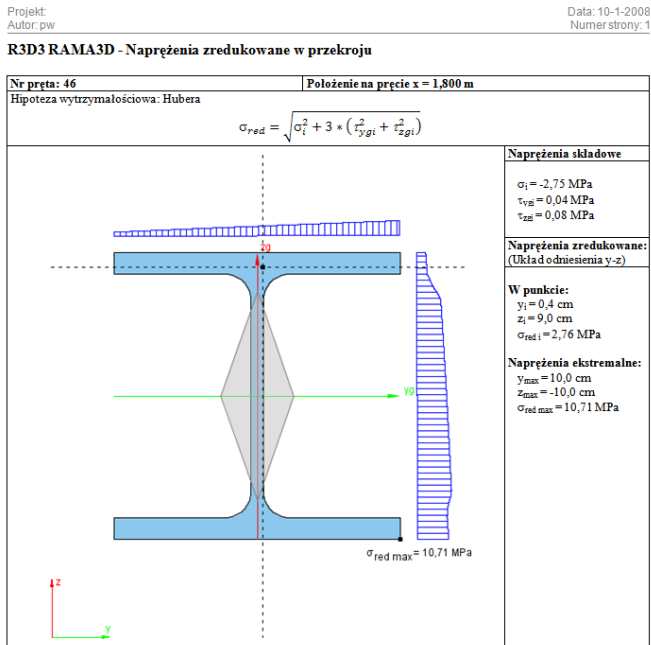 Projekt:
Data: 10-1-2008
Autor: pw
Numer strony: 1
R3D3 RAMA3D - Naprężenia zredukowane w przekroju
Nr pręta: 46
Położenie na pręcie x = 1,800 m
Hipoteza wytrzymałościowa: Hubera
σred = √σi² + 3 * (τ²ygi + τ²zgi)
Naprężenia składowe
σi = -2,75 MPa
τygi = 0,04 MPa
τzgi = 0,08 MPa
Naprężenia zredukowane:
(Układ odniesienia y-z)
W punkcie:
yi = 0,4 cm
zi = 9,0 cm
σred i = 2,76 MPa
Naprężenia ekstremalne:
ymax = 10,0 cm
zmax = -10,0 cm
σred max = 10,71 MPa
zg
yg
σred max = 10,71 MPa
z
y